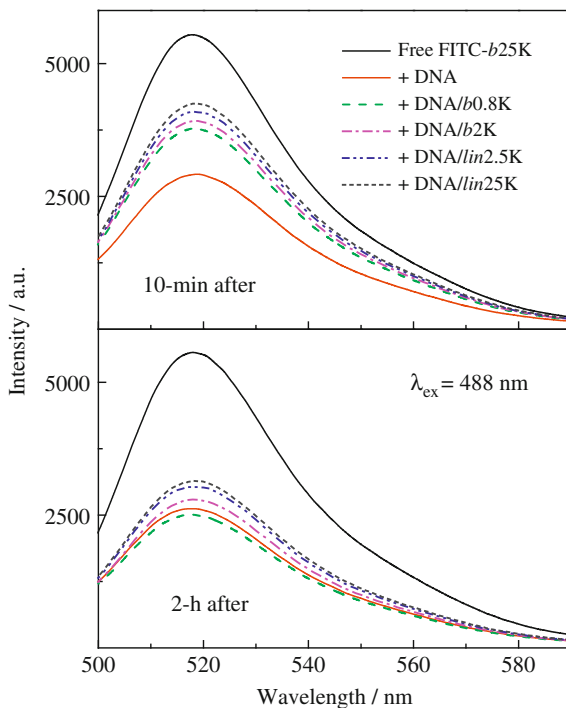 5000
2500
Free FITC-b25K
+ DNA
+ DNA/b0.8K
+ DNA/b2K
+ DNA/lin2.5K
+ DNA/lin25K
10-min after
Intensity / a.u.
5000
2500
λex = 488 nm
2-h after
500 520 540 560 580
Wavelength / nm